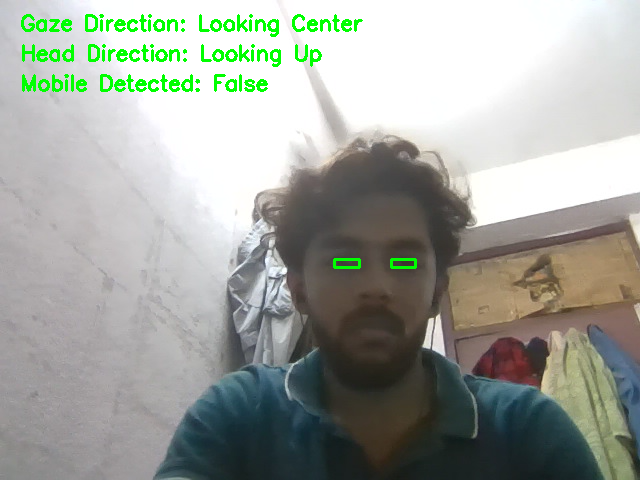 Gaze Direction: Looking Center
Head Direction: Looking Up
Mobile Detected: False